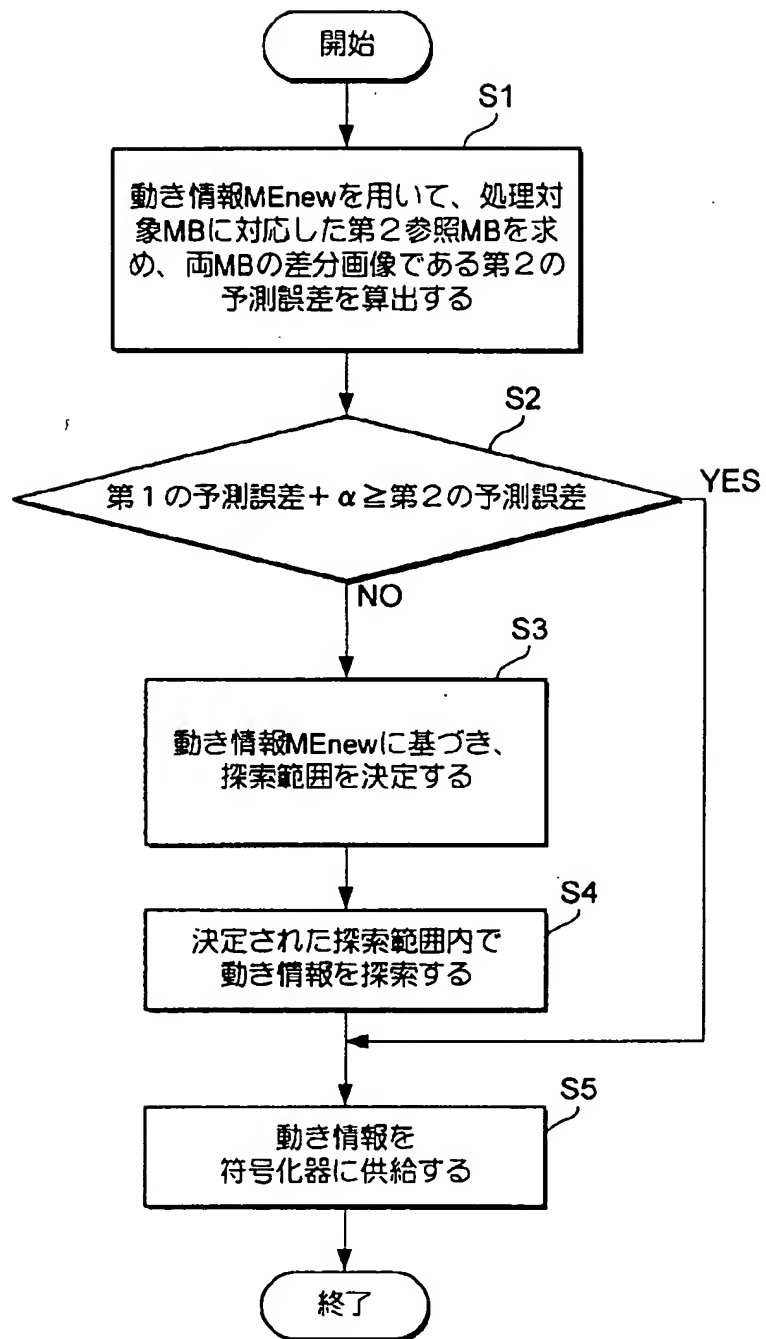 開始
S1
動き情報MEnewを用いて、処理対
象MBに対応した第2参照MBを求
め、両MBの差分画像である第2の
予測誤差を算出する
S2
第1の予測誤差+α≧第2の予測誤差
YES
NO
S3
動き情報MEnewに基づき、
探索範囲を決定する
S4
決定された探索範囲内で
動き情報を探索する
S5
動き情報を
符号化器に供給する
終了